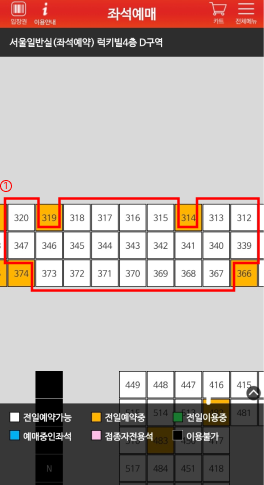 입장권 이용안내 좌석예매 카트 전체메뉴
서울일반실(좌석예약) 럭키빌4층 D구역
①
320 319 318 317 316 315 314 313 312
347 346 345 344 343 342 341 340 339
374 373 372 371 370 369 368 367 366
449 448 447 416 415
전일예약가능 전일예약중 전일이용중
514 481
예매중인좌석 접종자전용석 이용불가
483
N 517 484 451 418